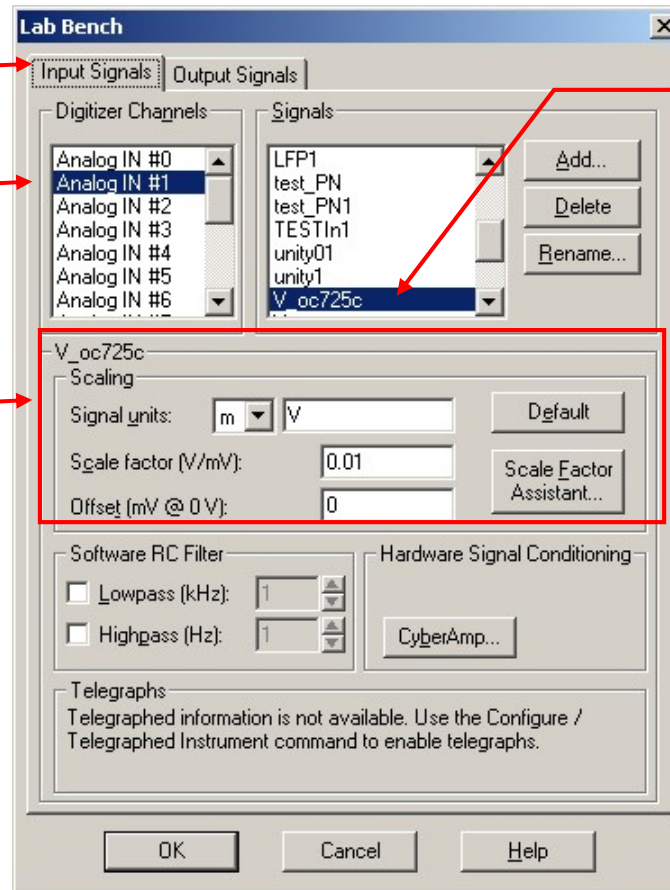 Lab Bench
Input Signals
Output Signals
Digitizer Channels
Analog IN #0
Analog IN #1
Analog IN #2
Analog IN #3
Analog IN #4
Analog IN #5
Analog IN #6
Signals
LFP1
test_PN
test_PN1
TESTIn1
unity01
unity1
V_oc725c
Add...
Delete
Rename...
V_oc725c
Scaling
Signal units: m V
Default
Scale factor (V/mV): 0.01
Scale Factor
Assistant...
Offset (mV @ 0 V): 0
Software RC Filter
Lowpass (kHz): 1
Highpass (Hz): 1
Hardware Signal Conditioning
CyberAmp...
Telegraphs
Telegraphed information is not available. Use the Configure /
Telegraphed Instrument command to enable telegraphs.
OK
Cancel
Help